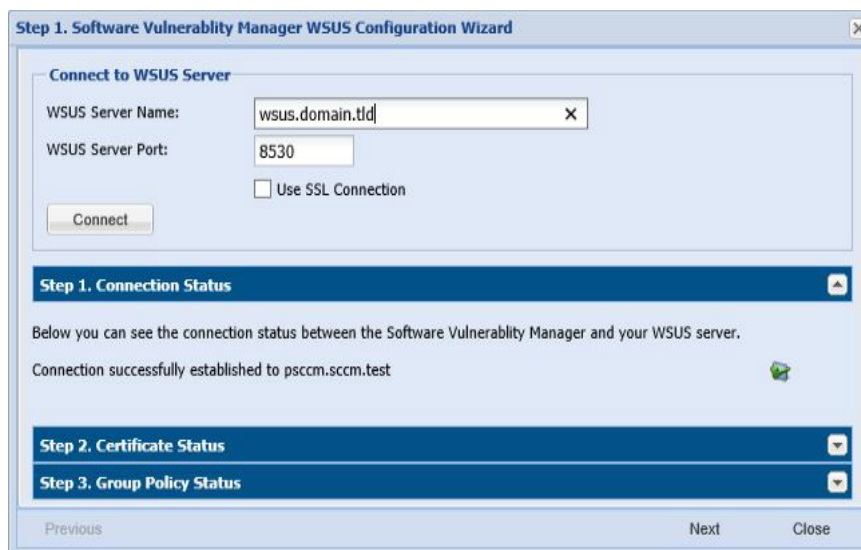 Step 1. Software Vulnerablity Manager WSUS Configuration Wizard
Connect to WSUS Server
WSUS Server Name:
wsus.domain.tld
WSUS Server Port:
8530
Use SSL Connection
Connect
Step 1. Connection Status
Below you can see the connection status between the Software Vulnerablity Manager and your WSUS server.
Connection successfully established to psccm.sccm.test
Step 2. Certificate Status
Step 3. Group Policy Status
Previous
Next
Close